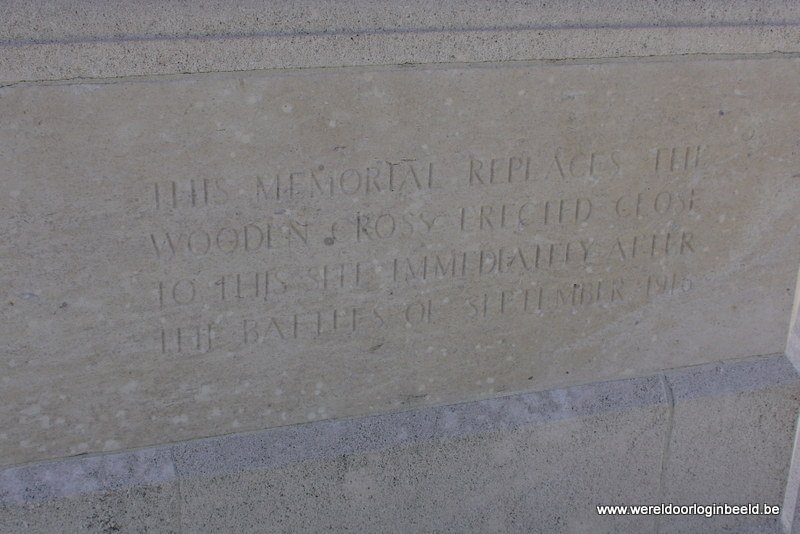 THIS MEMORIAL REPLACES THE
WOODEN CROSS ERECTED CLOSE
TO THIS SITE IMMEDIATELY AFTER
THE BATTLES OF SEPTEMBER 1916
www.wereldoorloginbeeld.be